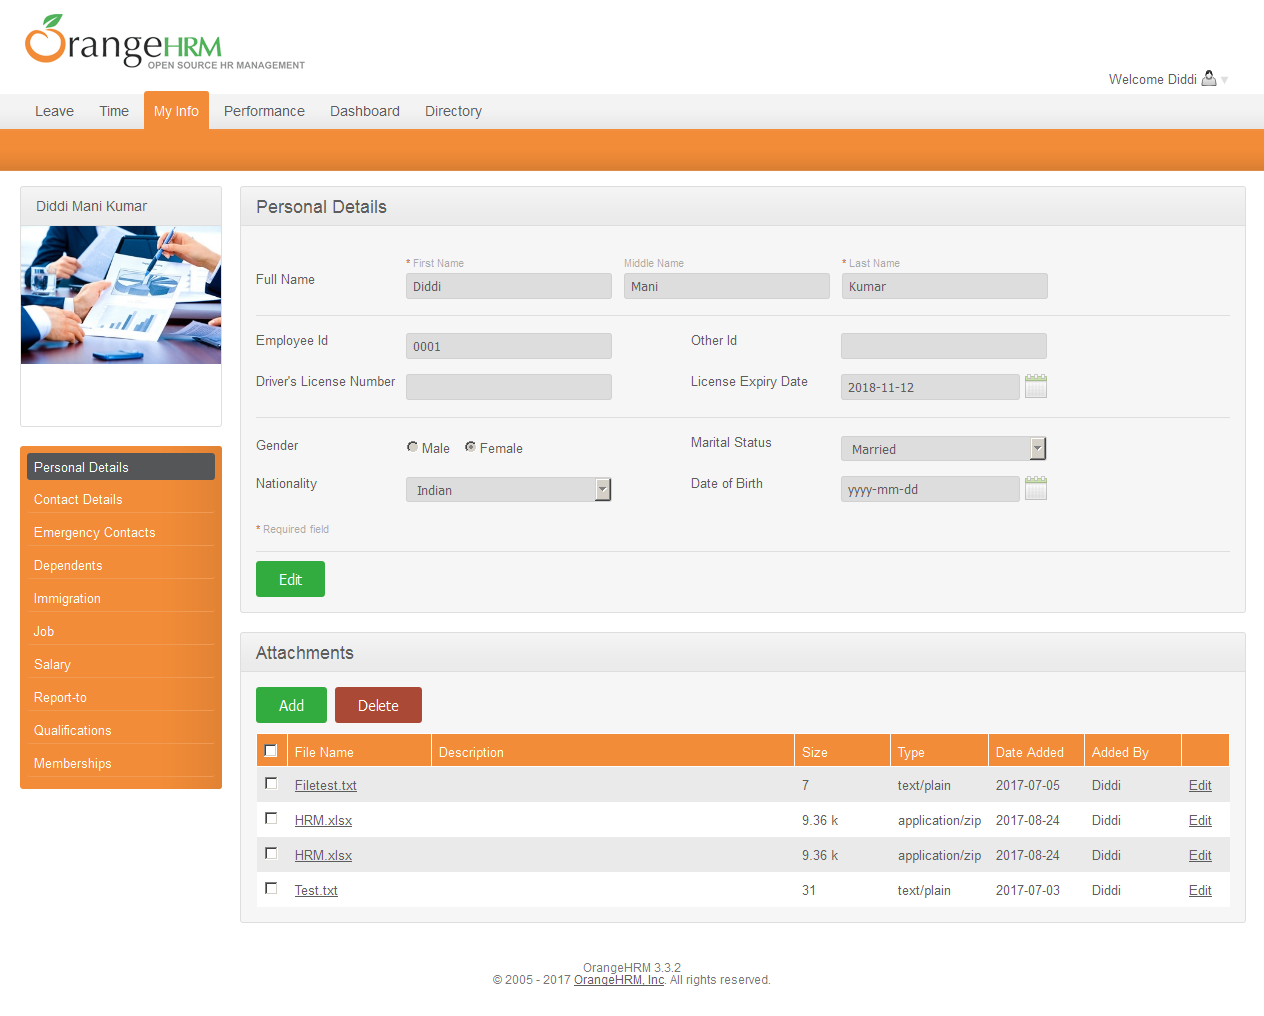 OrangeHRM
OPEN SOURCE HR MANAGEMENT
Welcome Diddi
Leave Time My Info Performance Dashboard Directory
Diddi Mani Kumar
Personal Details
Contact Details
Emergency Contacts
Dependents
Immigration
Job
Salary
Report-to
Qualifications
Memberships
Personal Details
* First Name Middle Name * Last Name
Full Name Diddi Mani Kumar
Employee Id 0001 Other Id
Driver's License Number License Expiry Date 2018-11-12
Gender Male Female Marital Status Married
Nationality Indian Date of Birth yyyy-mm-dd
* Required field
Edit
Attachments
Add Delete
File Name Description Size Type Date Added Added By
Filetest.txt 7 text/plain 2017-07-05 Diddi Edit
HRM.xlsx 9.36 k application/zip 2017-08-24 Diddi Edit
HRM.xlsx 9.36 k application/zip 2017-08-24 Diddi Edit
Test.txt 31 text/plain 2017-07-03 Diddi Edit
OrangeHRM 3.3.2
© 2005 - 2017 OrangeHRM, Inc. All rights reserved.